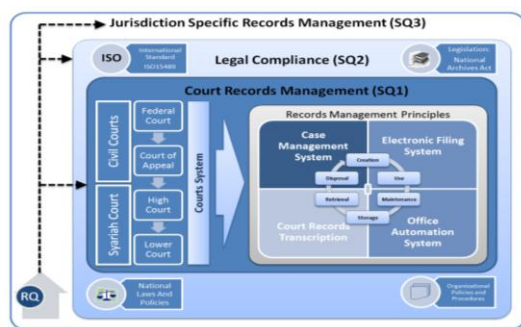 Jurisdiction Specific Records Management (SQ3)
ISO
International
Standard
ISO15489
Legal Compliance (SQ2)
Legislation:
National
Archives Act
Court Records Management (SQ1)
Civil Courts
Syariah Court
Federal
Court
Court of
Appeal
High
Court
Lower
Court
Courts System
Records Management Principles
Case
Management
System
Electronic Filing
System
Creation
Disposal
Use
Retrieval
Maintenance
Storage
Court Records
Transcription
Office
Automation
System
RQ
National
Laws And
Policies
Organisational
Policies and
Procedures